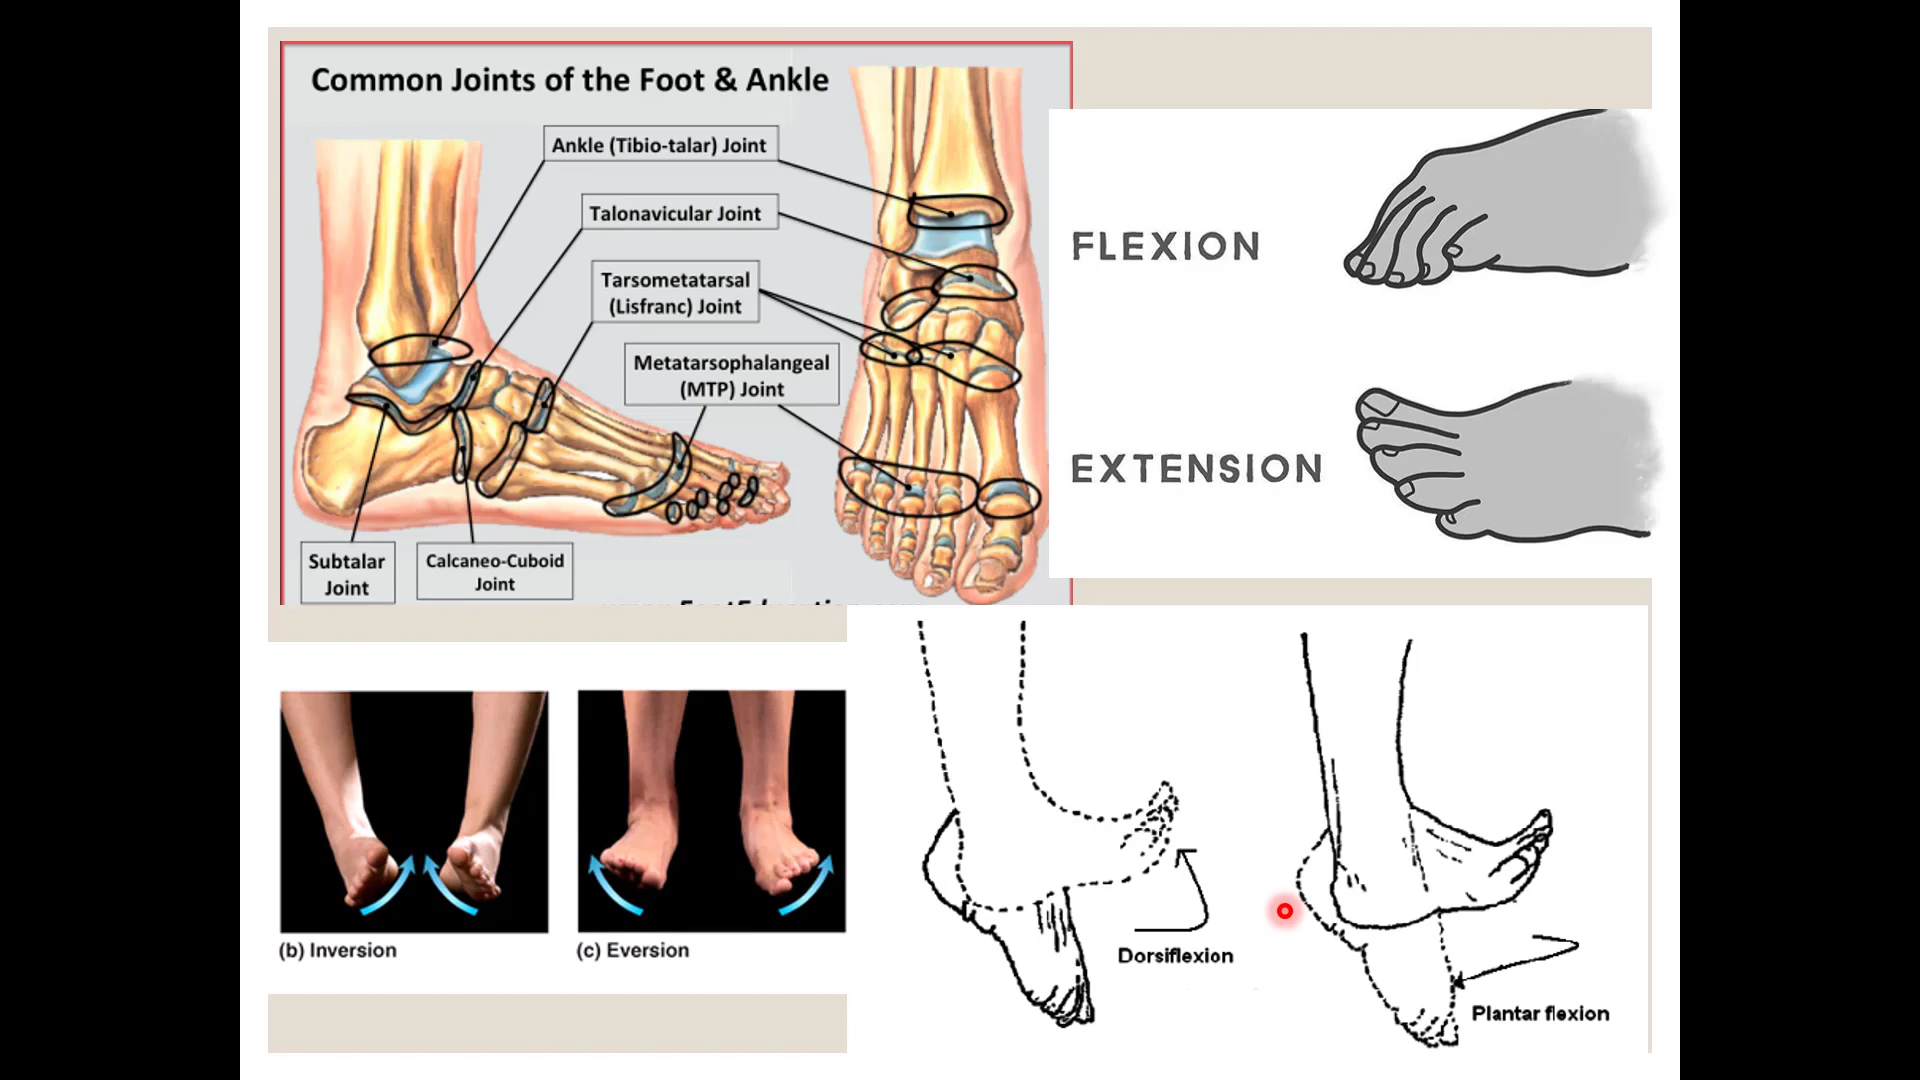 Common Joints of the Foot & Ankle
Ankle (Tibio-talar) Joint
Talonavicular Joint
Tarsometatarsal
(Lisfranc) Joint
Metatarsophalangeal
(MTP) Joint
Subtalar
Joint
Calcaneo-Cuboid
Joint
FLEXION
EXTENSION
(b) Inversion
(c) Eversion
Dorsiflexion
Plantar flexion